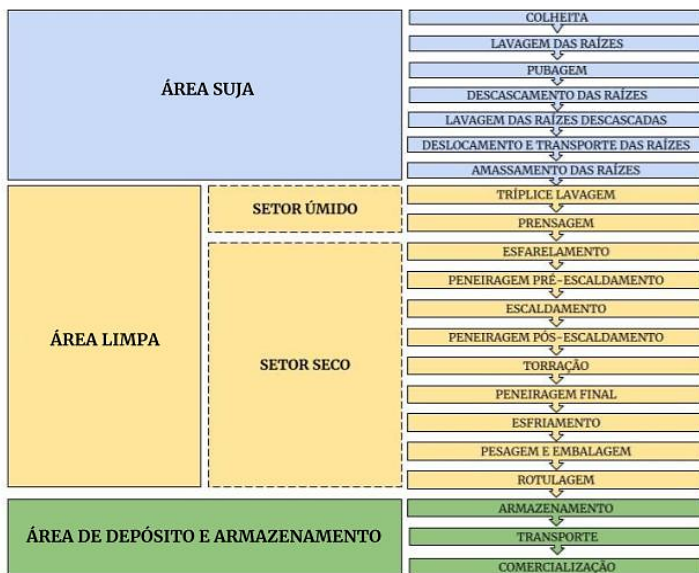 ÁREA SUJA
COLHEITA
LAVAGEM DAS RAÍZES
PUBAGEM
DESCASCAMENTO DAS RAÍZES
LAVAGEM DAS RAÍZES DESCASCADAS
DESLOCAMENTO E TRANSPORTE DAS RAÍZES
AMASSAMENTO DAS RAÍZES
ÁREA LIMPA
SETOR ÚMIDO
TRÍPLICE LAVAGEM
PRENSAGEM
SETOR SECO
ESFARELAMENTO
PENEIRAGEM PRÉ-ESCALDAMENTO
ESCALDAMENTO
PENEIRAGEM PÓS-ESCALDAMENTO
TORRAÇÃO
PENEIRAGEM FINAL
ESFRIAMENTO
PESAGEM E EMBALAGEM
ROTULAGEM
ÁREA DE DEPÓSITO E ARMAZENAMENTO
ARMAZENAMENTO
TRANSPORTE
COMERCIALIZAÇÃO